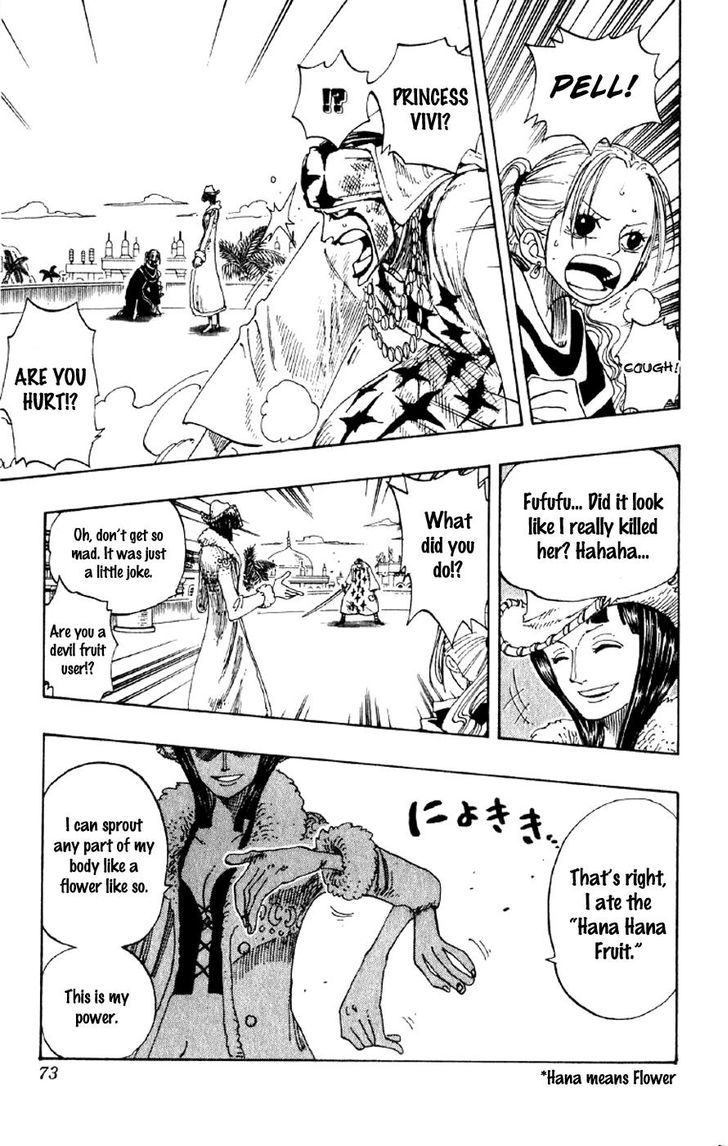 PELL!
COUGH!
PRINCESS
VIVI?
!?
ARE YOU
HURT!?
Fufufu... Did it look
like I really killed
her? Hahaha...
What
did you
do!?
Oh, don't get so
mad. It was just
a little joke.
Are you a
devil fruit
user!?
That's right,
I ate the
"Hana Hana
Fruit."
にょきき...
I can sprout
any part of my
body like a
flower like so.
This is my
power.
73
*Hana means Flower